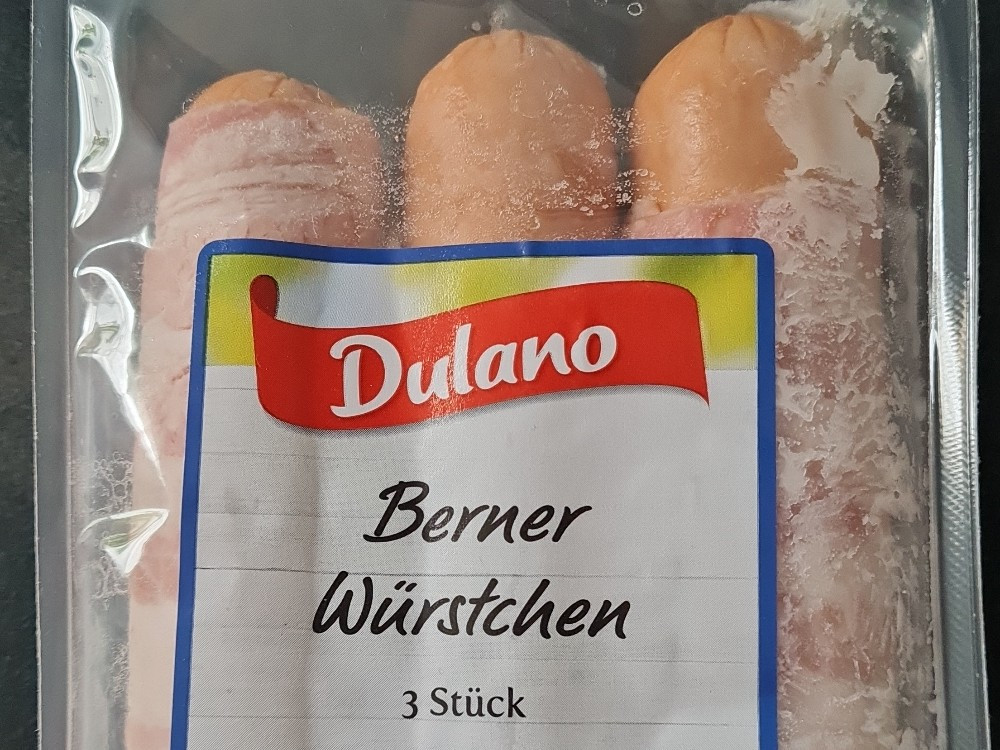 Dulano
Berner
Würstchen
3 Stück